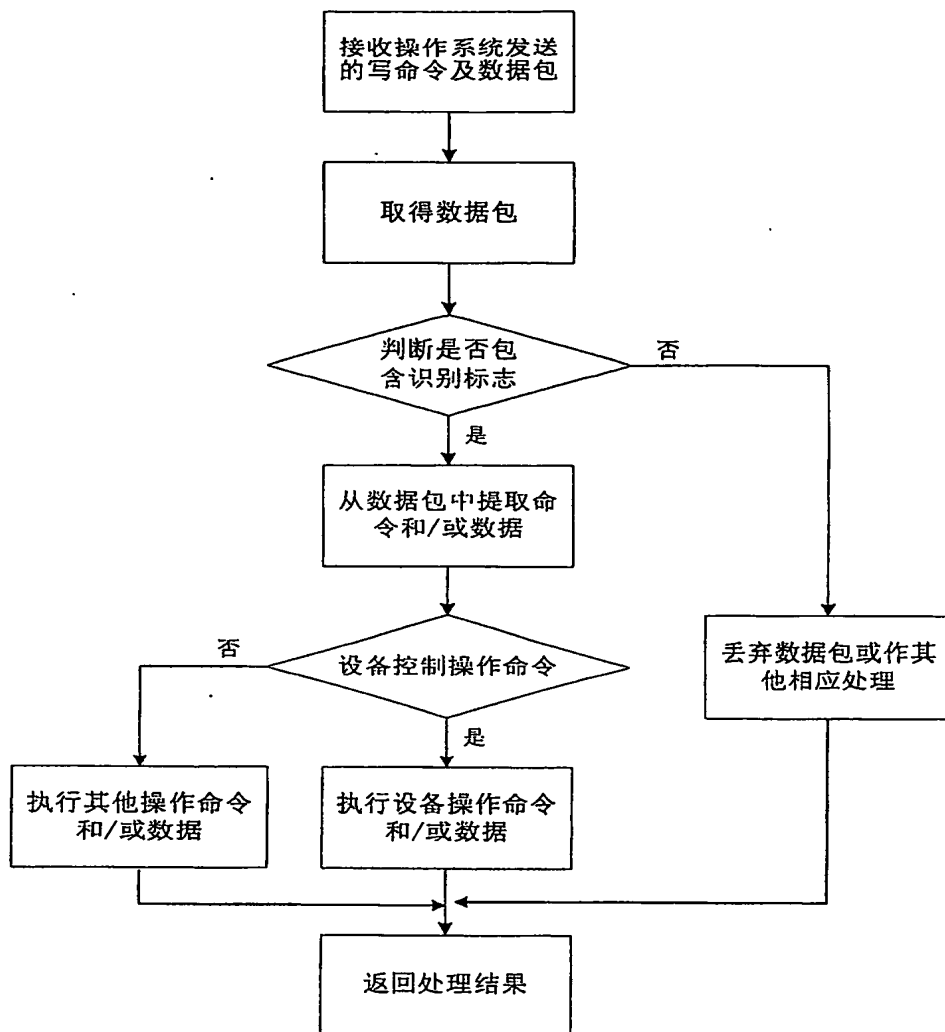 接收操作系统发送
的写命令及数据包
取得数据包
判断是否包
含识别标志
否
是
从数据包中提取命
令和/或数据
否
设备控制操作命令
丢弃数据包或作其
他相应处理
是
执行其他操作命令
和/或数据
执行设备操作命令
和/或数据
返回处理结果